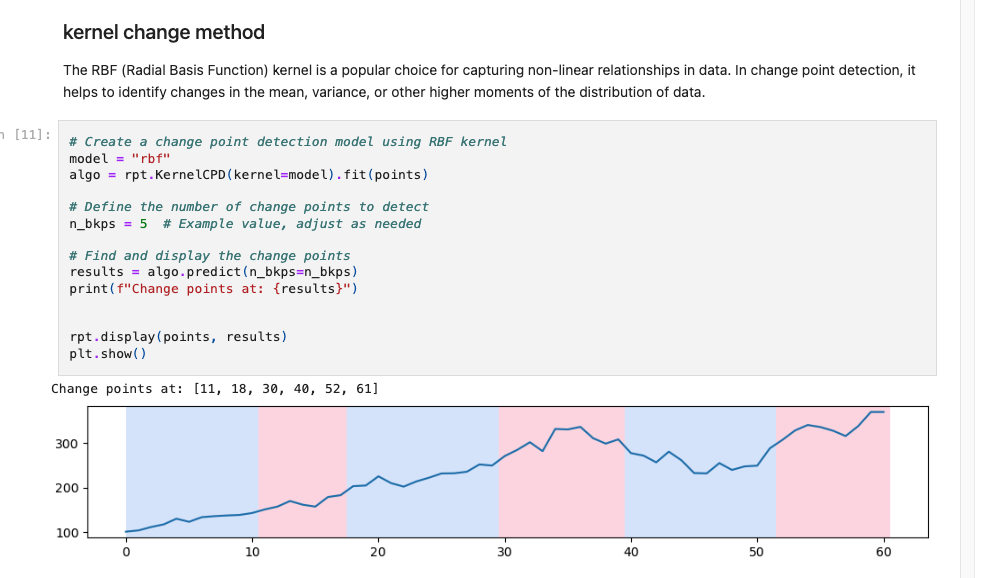 kernel change method
The RBF (Radial Basis Function) kernel is a popular choice for capturing non-linear relationships in data. In change point detection, it
helps to identify changes in the mean, variance, or other higher moments of the distribution of data.
n [11]:
# Create a change point detection model using RBF kernel
model = "rbf"
algo = rpt.KernelCPD(kernel=model).fit(points)
# Define the number of change points to detect
n_bkps = 5  # Example value, adjust as needed
# Find and display the change points
results = algo.predict(n_bkps=n_bkps)
print(f"Change points at: {results}")
rpt.display(points, results)
plt.show()
Change points at: [11, 18, 30, 40, 52, 61]
300
200
100
0 10 20 30 40 50 60